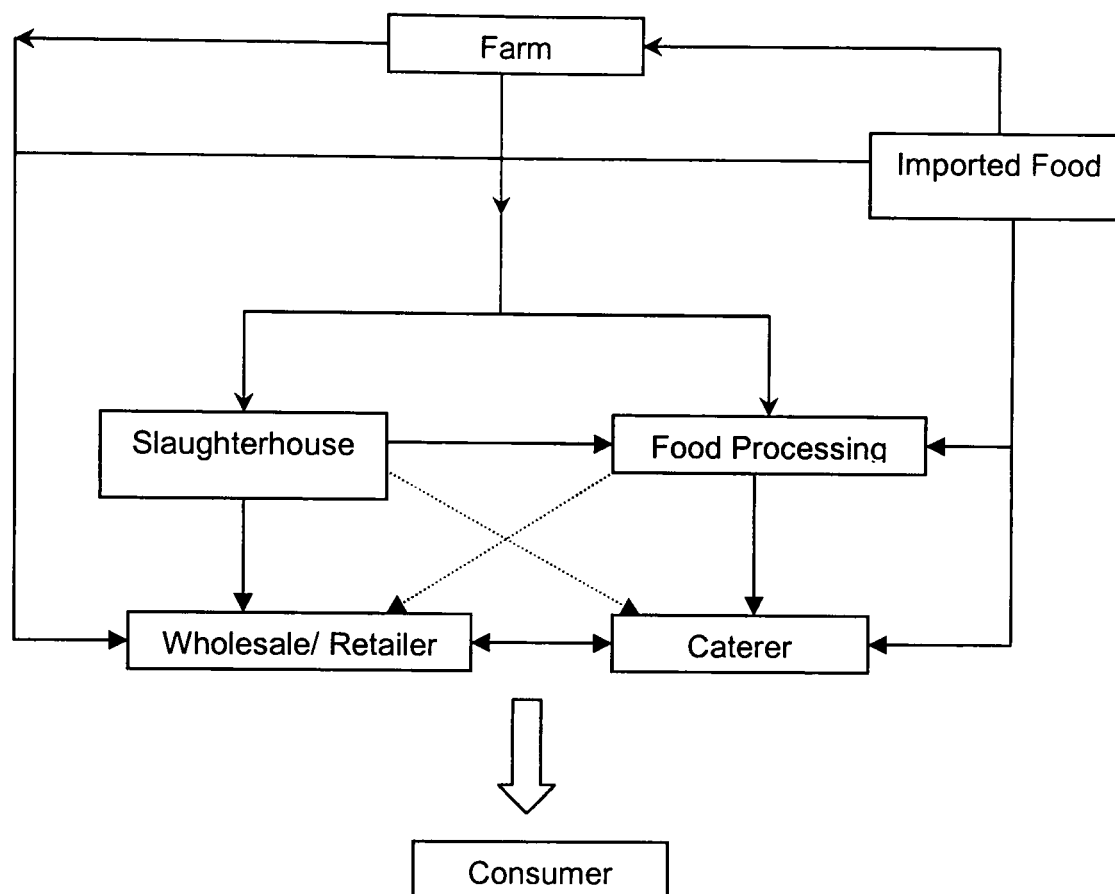 Farm
Imported Food
Slaughterhouse
Food Processing
Wholesale/ Retailer
Caterer
Consumer